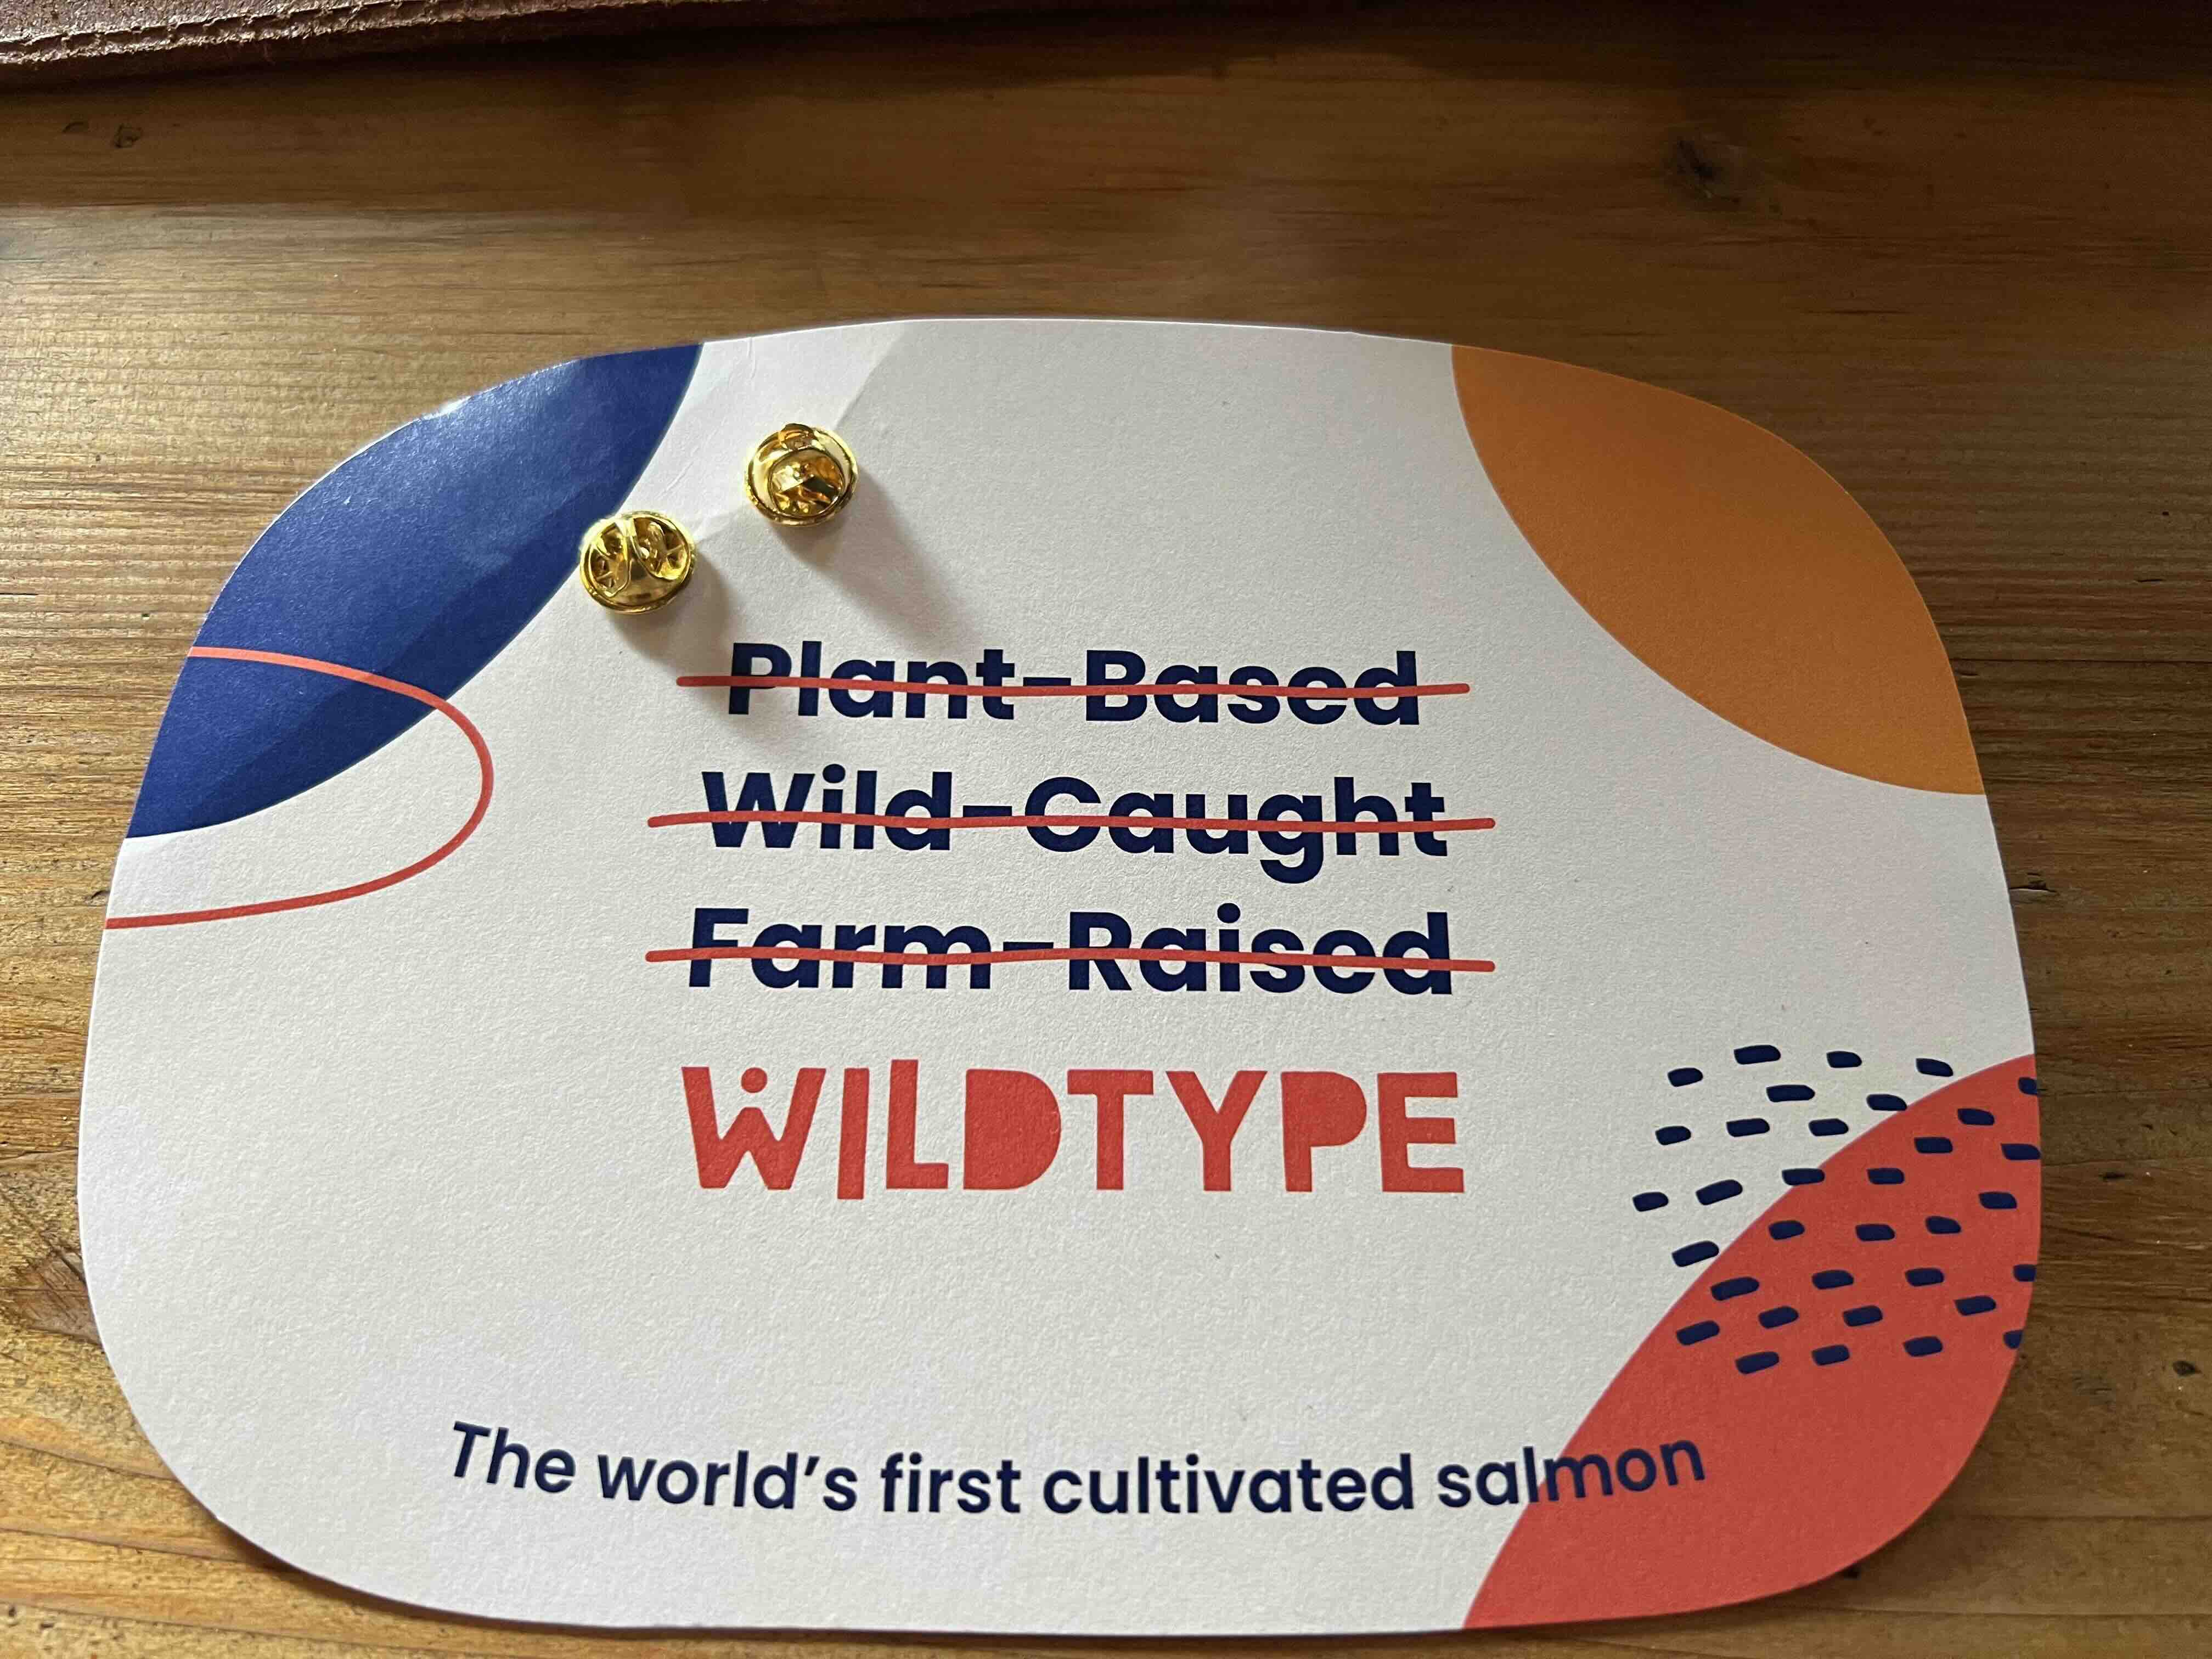 Plant-Based
Wild-Caught
Farm-Raised
WILDTYPE
The world's first cultivated salmon